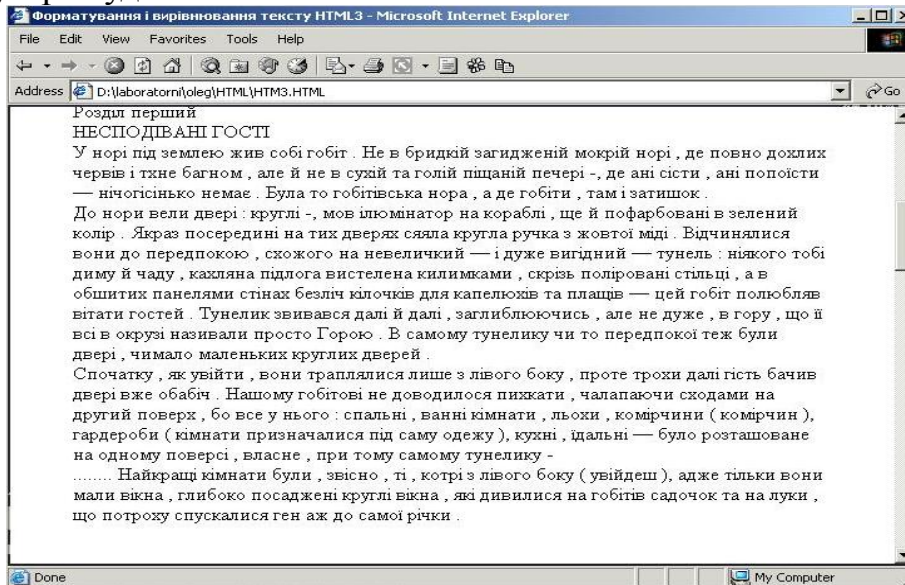 Форматування і вирівнювання тексту HTML3 - Microsoft Internet Explorer
File Edit View Favorites Tools Help
Address D:\laboratorni\oleg\HTML\HTM3.HTML Go
Розділ перший
НЕСПОДІВАНІ ГОСТІ
У норі під землею жив собі гобіт . Не в бридкій загидженій мокрій норі , де повно дохлих
червів і тхне багном , але й не в сухій та голій піщаній печері -, де ані сісти , ані попоїсти
— нічогісінько немає . Була то гобітівська нора , а де гобіти , там і затишок .
До нори вели двері : круглі -, мов ілюмінатор на кораблі , ще й пофарбовані в зелений
колір . Якраз посередині на тих дверях сяяла кругла ручка з жовтої міді . Відчинялися
вони до передпокою , схожого на невеличкий — і дуже вигідний — тунель : ніякого тобі
диму й чаду , кахляна підлога вистелена килимками , скрізь поліровані стільці , а в
обшитих панелями стінах безліч кілочків для капелюхів та плащів — цей гобіт полюбляв
вітати гостей . Тунелик звивався далі й далі , заглиблюючись , але не дуже , в гору , що її
всі в окрузі називали просто Горою . В самому тунелику чи то передпокої теж були
двері , чимало маленьких круглих дверей .
Спочатку , як увійти , вони траплялися лише з лівого боку , проте трохи далі гість бачив
двері вже обабіч . Нашому гобітові не доводилося пихкати , чалапаючи сходами на
другий поверх , бо все у нього : спальні , ванні кімнати , льохи , комірчини ( комірчин ),
гардероби ( кімнати призначалися під саму одежу ), кухні , їдальні — було розташоване
на одному поверсі , власне , при тому самому тунелику -
........ Найкращі кімнати були , звісно , ті , котрі з лівого боку ( увійдеш ), адже тільки вони
мали вікна , глибоко посаджені круглі вікна , які дивилися на гобітів садочок та на луки ,
що потроху спускалися ген аж до самої річки .
Done My Computer